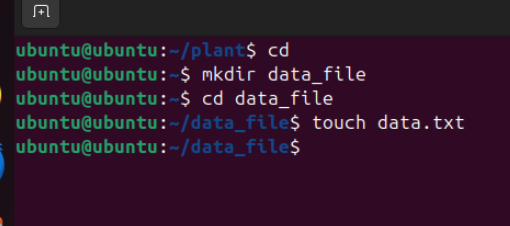 ubuntu@ubuntu:~/plant$ cd
ubuntu@ubuntu:~$ mkdir data_file
ubuntu@ubuntu:~$ cd data_file
ubuntu@ubuntu:~/data_file$ touch data.txt
ubuntu@ubuntu:~/data_file$